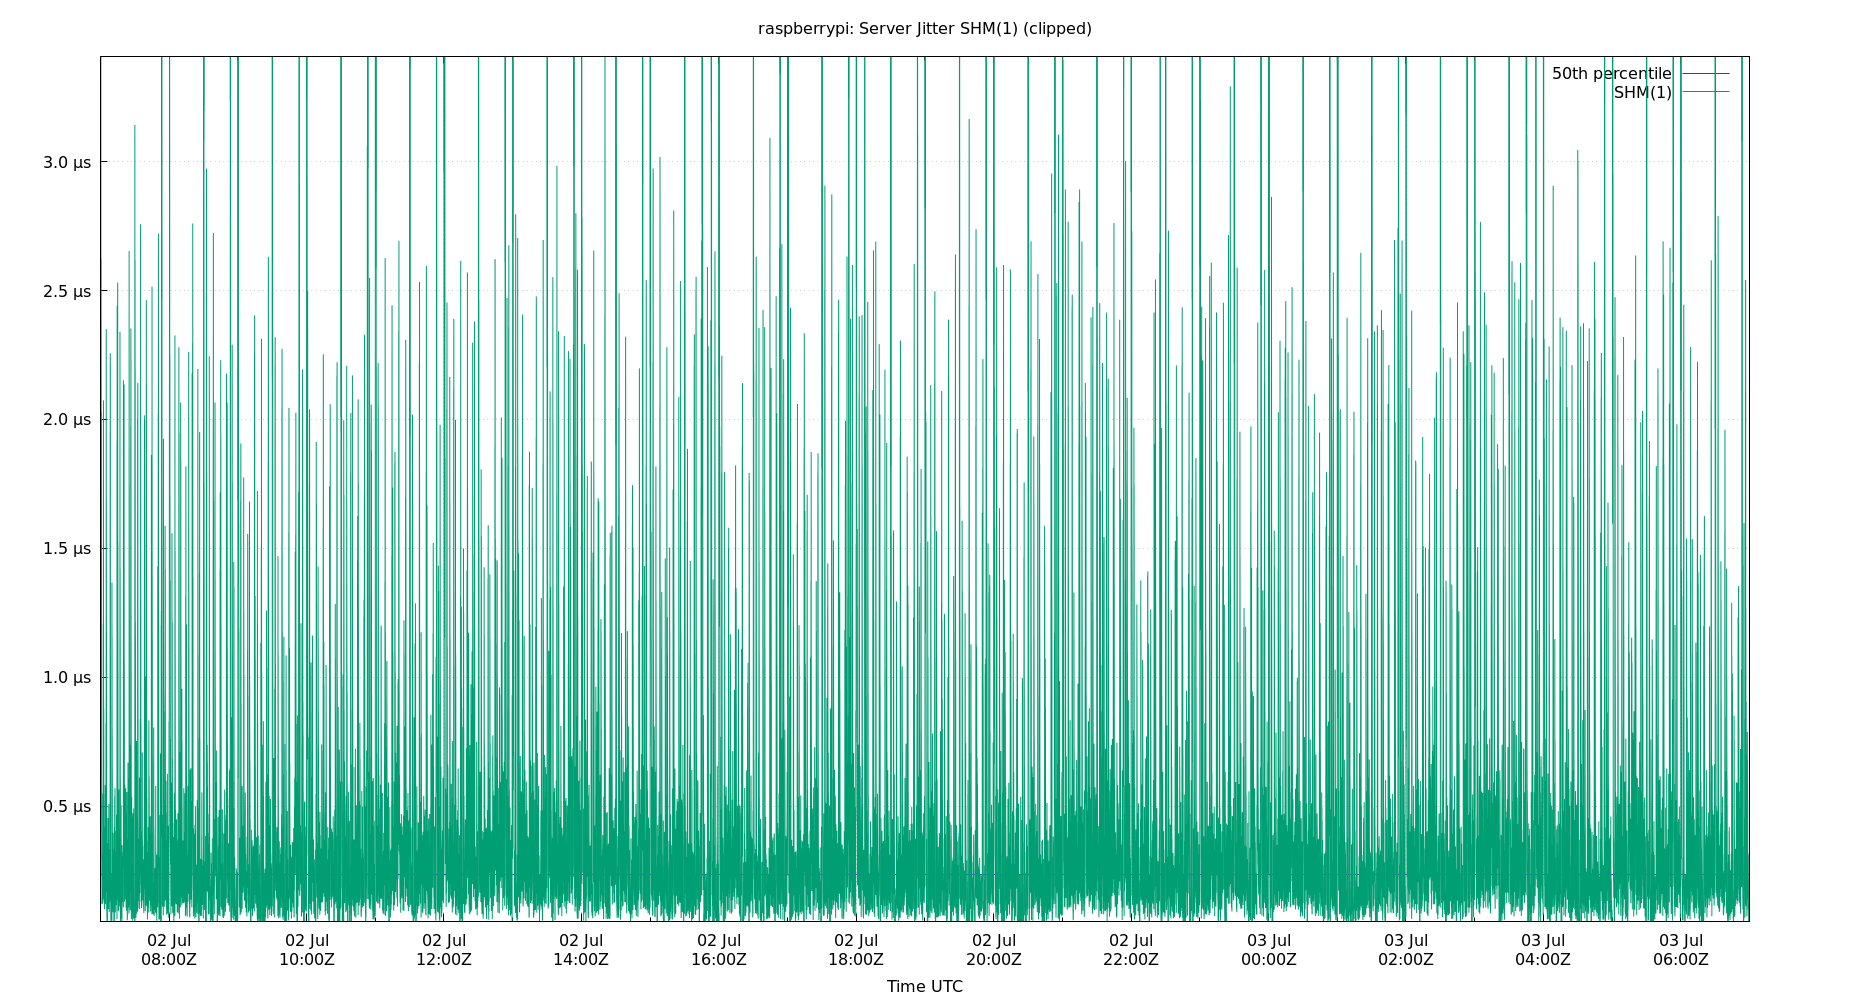 raspberrypi: Server Jitter SHM(1) (clipped)
50th percentile
SHM(1)
3.0 µs
2.5 µs
2.0 µs
1.5 µs
1.0 µs
0.5 µs
02 Jul 02 Jul 02 Jul 02 Jul 02 Jul 02 Jul 02 Jul 02 Jul 03 Jul 03 Jul 03 Jul 03 Jul
08:00Z 10:00Z 12:00Z 14:00Z 16:00Z 18:00Z 20:00Z 22:00Z 00:00Z 02:00Z 04:00Z 06:00Z
Time UTC